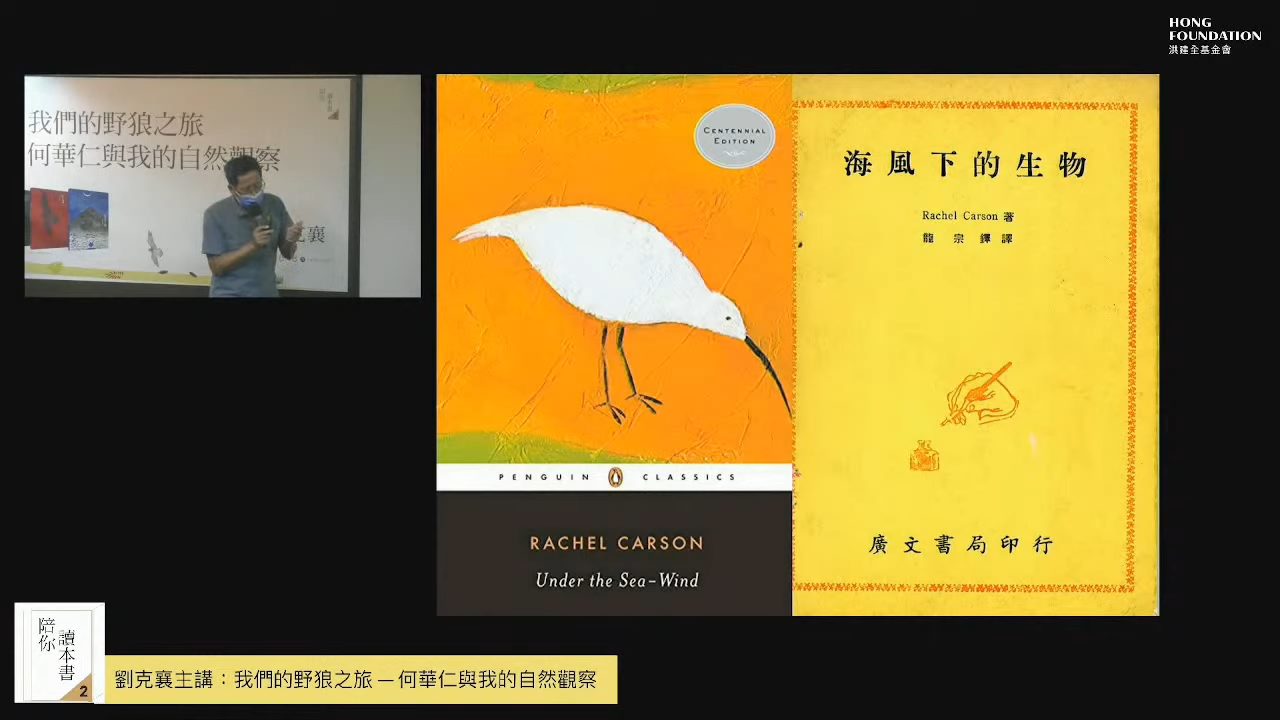 HONG
FOUNDATION
洪建全基金會
我們的野狼之旅
何華仁與我的自然觀察
CENTENNIAL
EDITION
PENGUIN CLASSICS
RACHEL CARSON
Under the Sea-Wind
海風下的生物
Rachel Carson 著
龍宗鐸譯
廣文書局印行
陪你
讀本書
2
劉克襄主講：我們的野狼之旅 — 何華仁與我的自然觀察